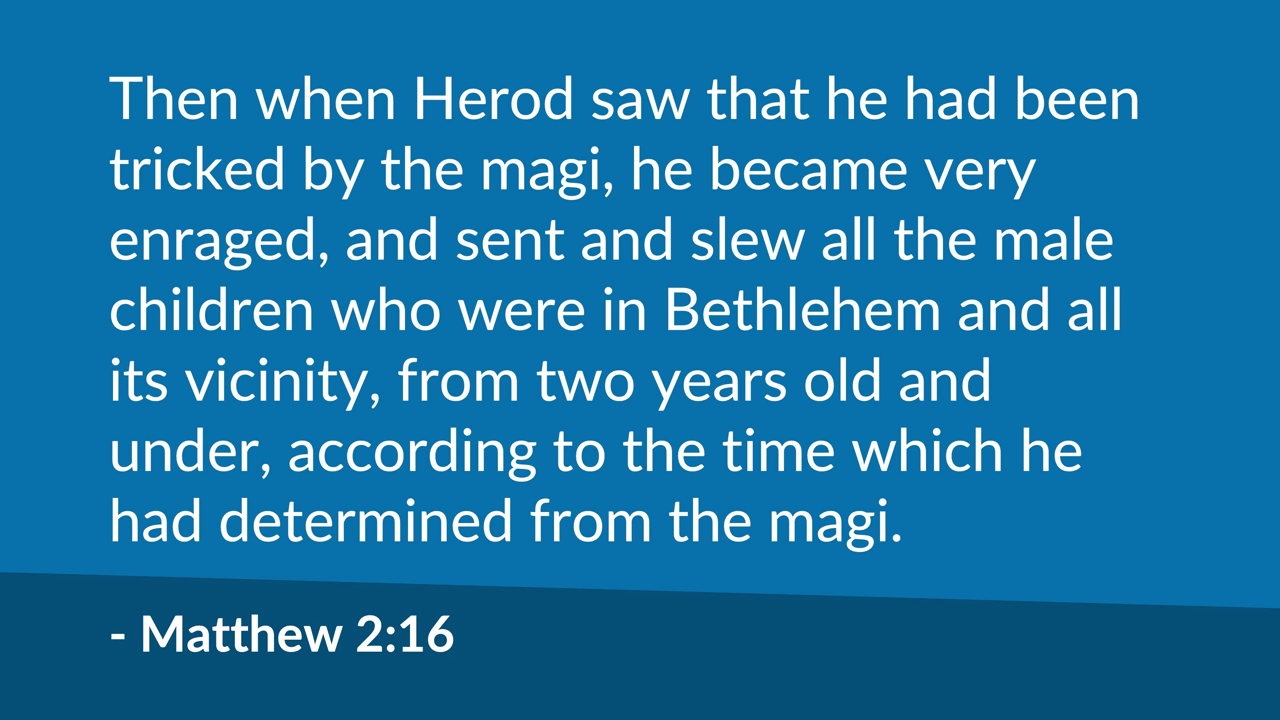 Then when Herod saw that he had been
tricked by the magi, he became very
enraged, and sent and slew all the male
children who were in Bethlehem and all
its vicinity, from two years old and
under, according to the time which he
had determined from the magi.
- Matthew 2:16